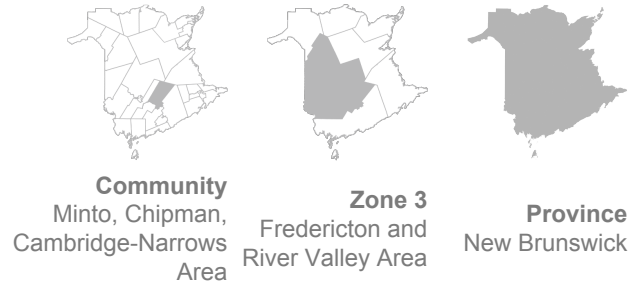 Community
Minto, Chipman,
Cambridge-Narrows
Area
Zone 3
Fredericton and
River Valley Area
Province
New Brunswick